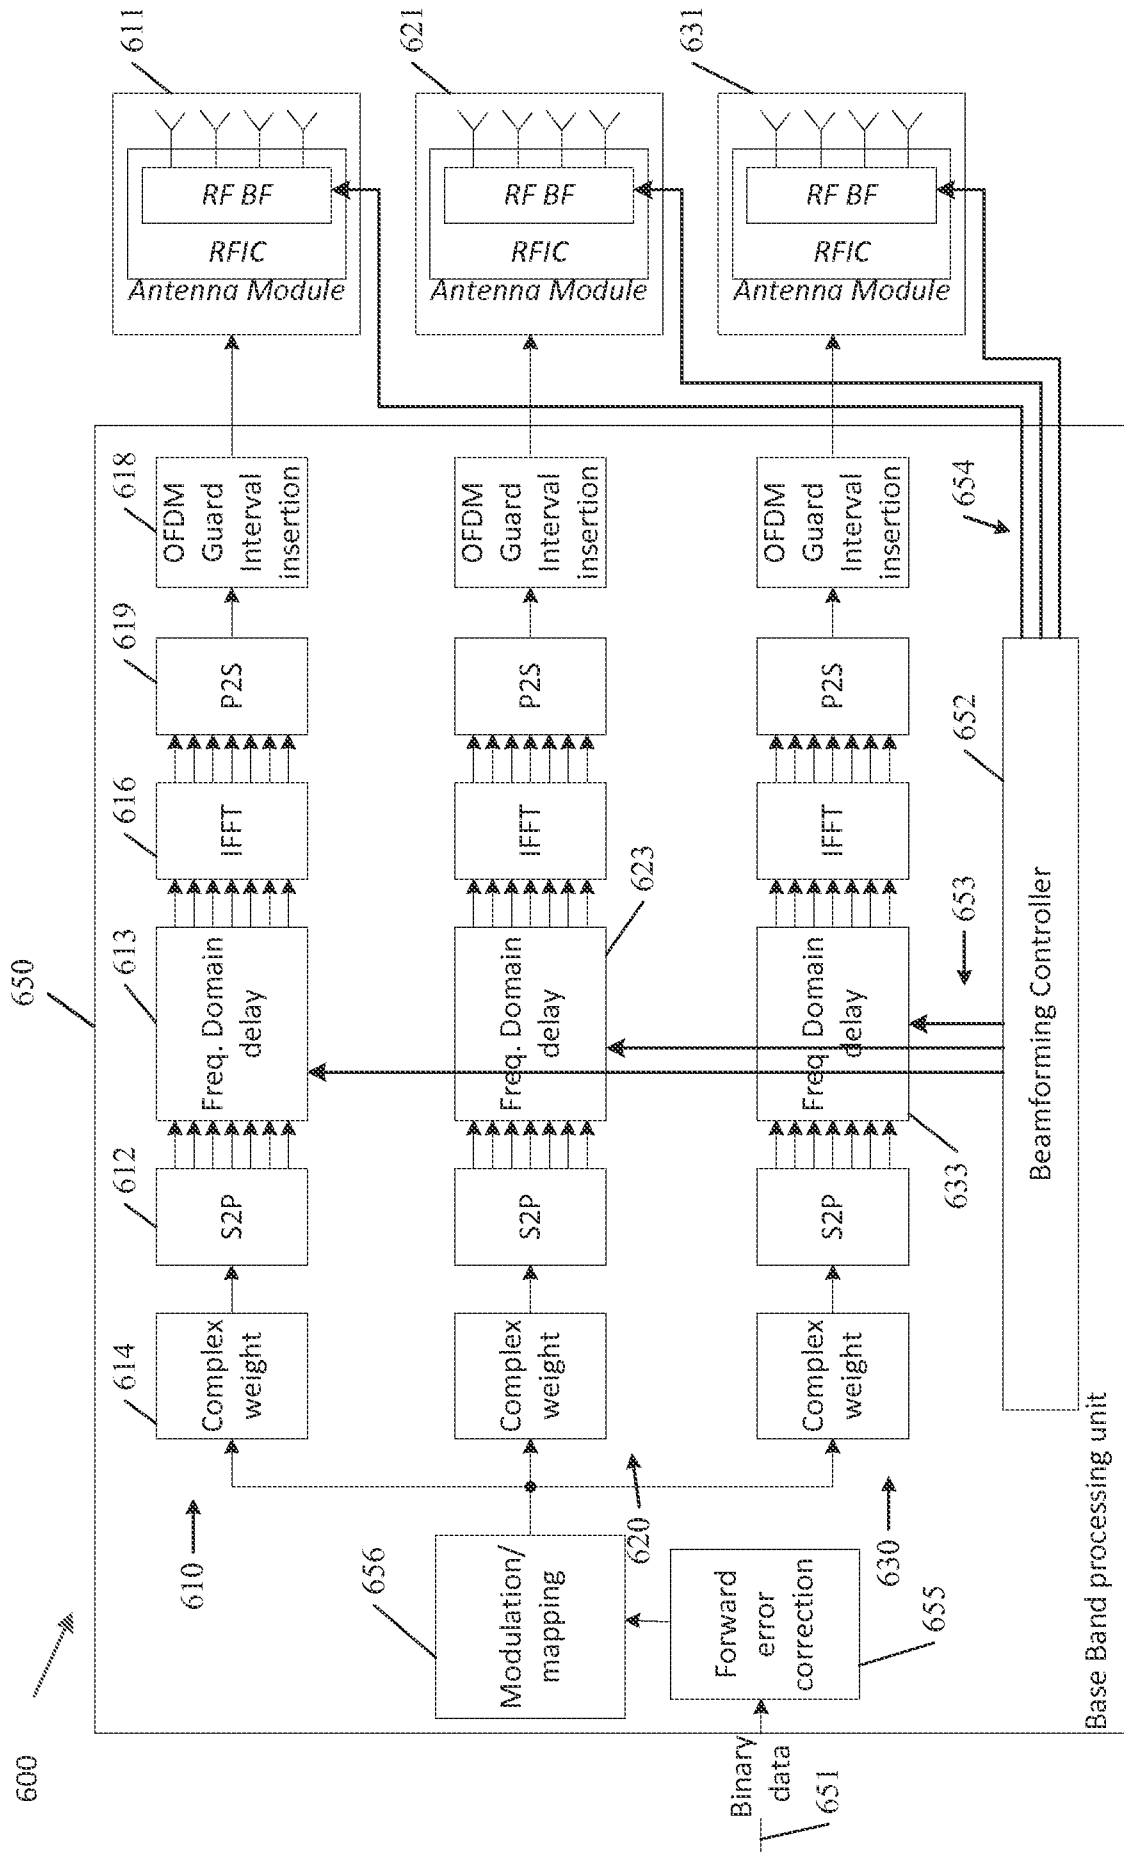 600
650
614
612
613
616
619
618
611
610
Complex
weight
S2P
Freq. Domain
delay
IFFT
P2S
OFDM
Guard
Interval
insertion
RF BF
RFIC
Antenna Module
656
Modulation/
mapping
621
Complex
weight
S2P
Freq. Domain
delay
IFFT
P2S
OFDM
Guard
Interval
insertion
RF BF
RFIC
Antenna Module
620
623
631
Binary
data
651
Forward
error
correction
655
630
Complex
weight
S2P
Freq. Domain
delay
IFFT
P2S
OFDM
Guard
Interval
insertion
RF BF
RFIC
Antenna Module
633
653
652
654
Beamforming Controller
Base Band processing unit